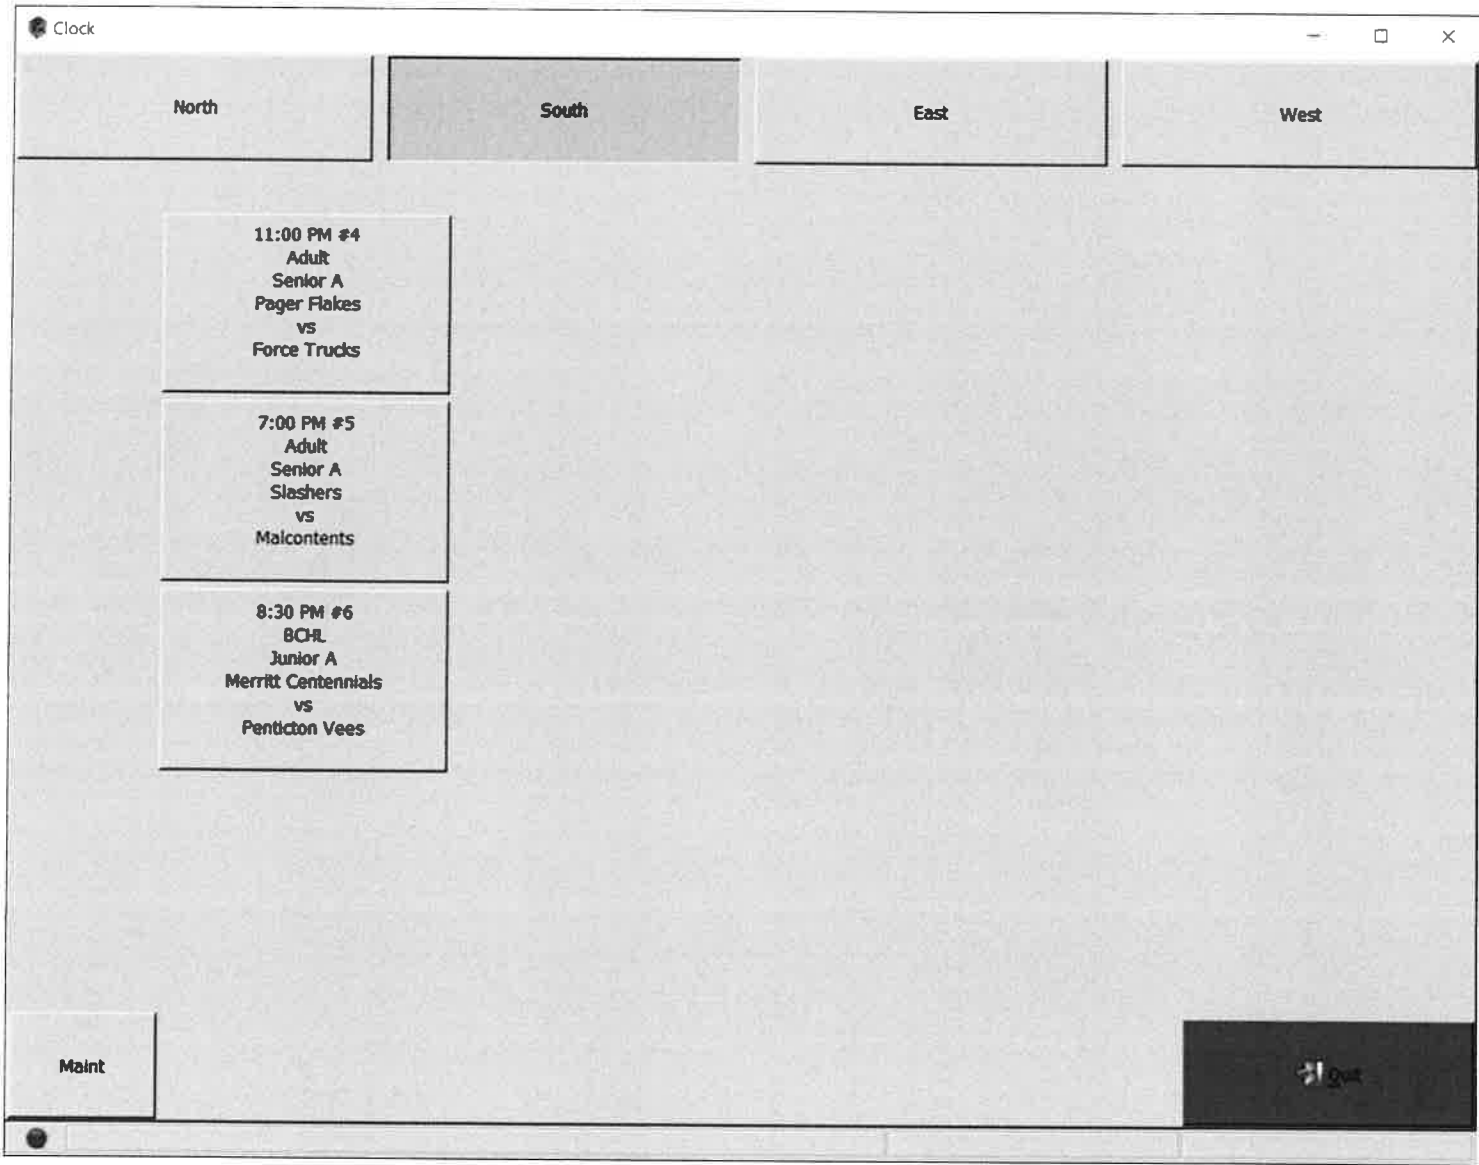 Clock
North
South
East
West
11:00 PM #4
Adult
Senior A
Pager Flakes
vs
Force Trucks
7:00 PM #5
Adult
Senior A
Slashers
vs
Malcontents
8:30 PM #6
BCHL
Junior A
Merritt Centennials
vs
Penticton Vees
Maint
Quit